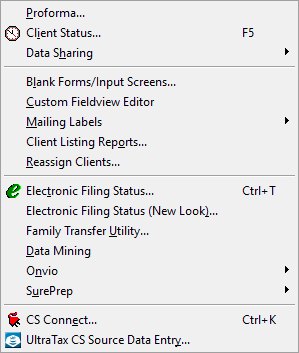 Proforma...
Client Status... F5
Data Sharing
Blank Forms/Input Screens...
Custom Fieldview Editor
Mailing Labels
Client Listing Reports...
Reassign Clients...
Electronic Filing Status... Ctrl+T
Electronic Filing Status (New Look)...
Family Transfer Utility...
Data Mining
Onvio
SurePrep
CS Connect... Ctrl+K
UltraTax CS Source Data Entry...